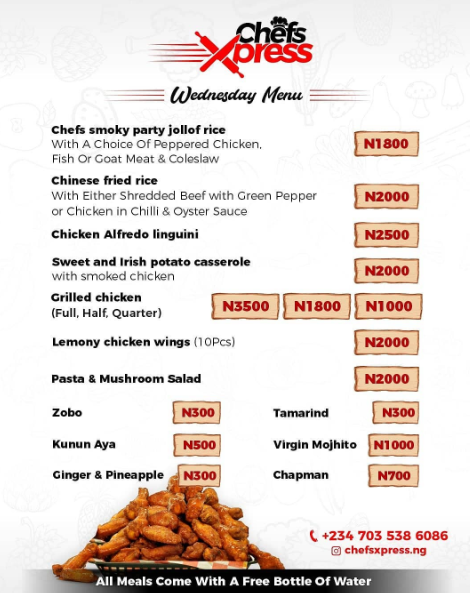 Chefs
Xpress
Wednesday Menu
Chefs smoky party jollof rice
With A Choice Of Peppered Chicken,
Fish Or Goat Meat & Coleslaw
N1800
Chinese fried rice
With Either Shredded Beef with Green Pepper
or Chicken in Chilli & Oyster Sauce
N2000
Chicken Alfredo linguini N2500
Sweet and Irish potato casserole
with smoked chicken
N2000
Grilled chicken
(Full, Half, Quarter)
N3500 N1800 N1000
Lemony chicken wings (10Pcs) N2000
Pasta & Mushroom Salad N2000
Zobo N300 Tamarind N300
Kunun Aya N500 Virgin Mojhito N1000
Ginger & Pineapple N300 Chapman N700
+234 703 538 6086
chefsxpress.ng
All Meals Come With A Free Bottle Of Water